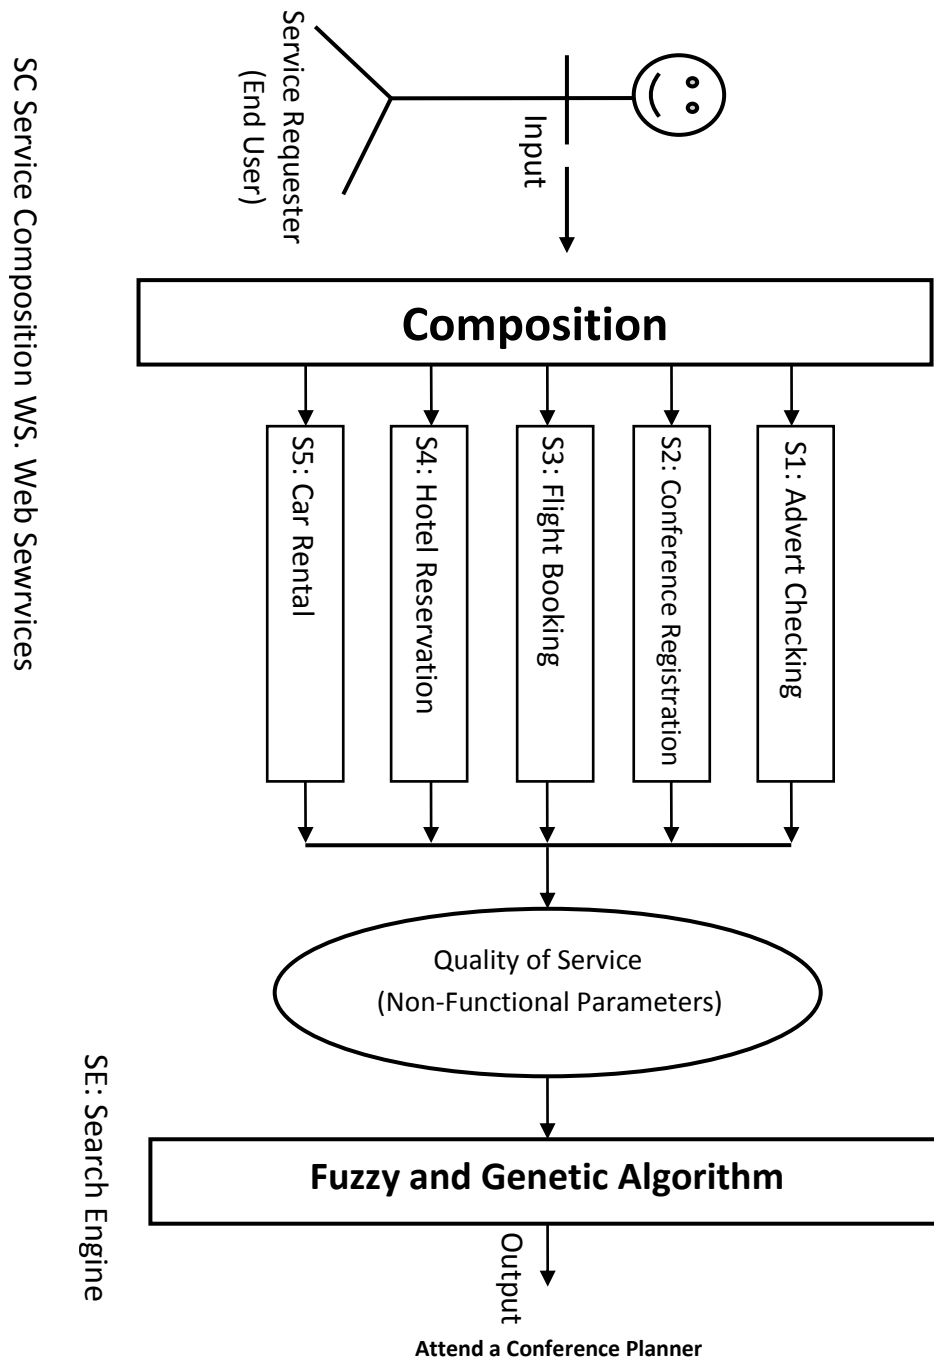 Service Requester
(End User)
Input
Composition
S1: Advert Checking
S2: Conference Registration
S3: Flight Booking
S4: Hotel Reservation
S5: Car Rental
Quality of Service
(Non-Functional Parameters)
Fuzzy and Genetic Algorithm
Output
Attend a Conference Planner
SC Service Composition WS. Web Sewrvices
SE: Search Engine